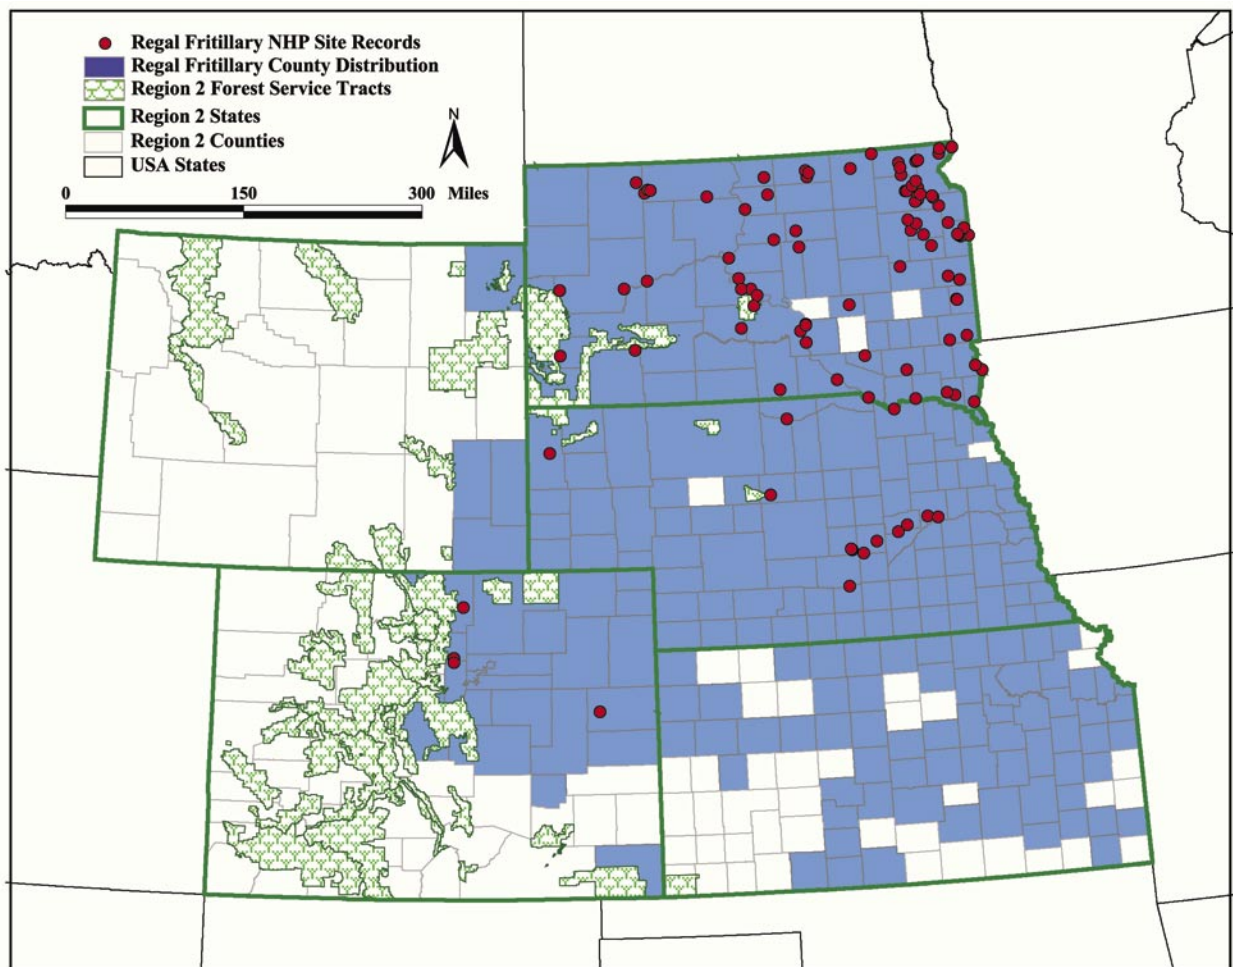 Regal Fritillary NHP Site Records
Regal Fritillary County Distribution
Region 2 Forest Service Tracts
Region 2 States
Region 2 Counties
USA States
N
0 150 300 Miles